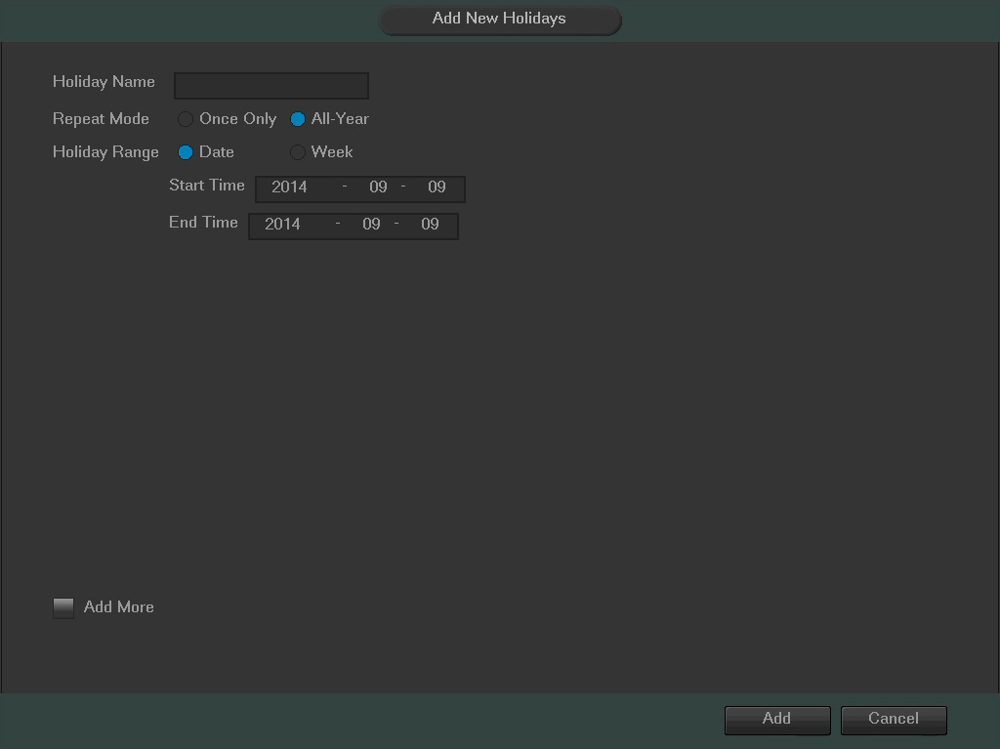 Add New Holidays
Holiday Name
Repeat Mode Once Only All-Year
Holiday Range Date Week
Start Time 2014 - 09 - 09
End Time 2014 - 09 - 09
Add More
Add Cancel